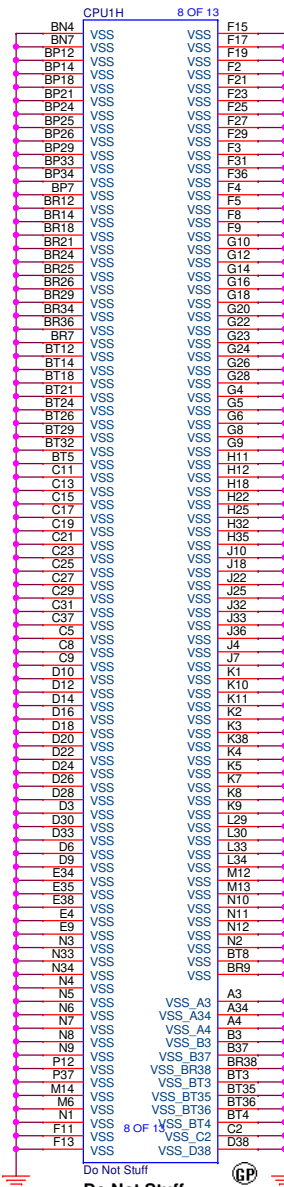 CPU1H 8 OF 13
BN4 VSS VSS F15
BN7 VSS VSS F17
BP12 VSS VSS F19
BP14 VSS VSS F2
BP18 VSS VSS F21
BP21 VSS VSS F23
BP24 VSS VSS F25
BP25 VSS VSS F27
BP26 VSS VSS F29
BP29 VSS VSS F3
BP33 VSS VSS F31
BP34 VSS VSS F36
BP7 VSS VSS F4
BR12 VSS VSS F5
BR14 VSS VSS F8
BR18 VSS VSS F9
BR21 VSS VSS G10
BR24 VSS VSS G12
BR25 VSS VSS G14
BR26 VSS VSS G16
BR29 VSS VSS G18
BR34 VSS VSS G20
BR36 VSS VSS G22
BR7 VSS VSS G23
BT12 VSS VSS G24
BT14 VSS VSS G26
BT18 VSS VSS G28
BT21 VSS VSS G4
BT24 VSS VSS G5
BT26 VSS VSS G6
BT29 VSS VSS G8
BT32 VSS VSS G9
BT5 VSS VSS H11
C11 VSS VSS H12
C13 VSS VSS H18
C15 VSS VSS H22
C17 VSS VSS H25
C19 VSS VSS H32
C21 VSS VSS H35
C23 VSS VSS J10
C25 VSS VSS J18
C27 VSS VSS J22
C29 VSS VSS J25
C31 VSS VSS J32
C37 VSS VSS J33
C5 VSS VSS J36
C8 VSS VSS J4
C9 VSS VSS J7
D10 VSS VSS K1
D12 VSS VSS K10
D14 VSS VSS K11
D16 VSS VSS K2
D18 VSS VSS K3
D20 VSS VSS K38
D22 VSS VSS K4
D24 VSS VSS K5
D26 VSS VSS K7
D28 VSS VSS K8
D3 VSS VSS K9
D30 VSS VSS L29
D33 VSS VSS L30
D6 VSS VSS L33
D9 VSS VSS L34
E34 VSS VSS M12
E35 VSS VSS M13
E38 VSS VSS N10
E4 VSS VSS N11
E9 VSS VSS N12
N3 VSS VSS N2
N33 VSS VSS BT8
N34 VSS VSS BR9
N4 VSS
N5 VSS VSS_A3 A3
N6 VSS VSS_A34 A34
N7 VSS VSS_A4 A4
N8 VSS VSS_B3 B3
N9 VSS VSS_B37 B37
P12 VSS VSS_BR38 BR38
P37 VSS VSS_BT3 BT3
M14 VSS VSS_BT35 BT35
M6 VSS VSS_BT36 BT36
N1 VSS VSS_BT4 BT4
F11 VSS 8 OF 13 VSS_C2 C2
F13 VSS VSS_D38 D38
Do Not Stuff
GP
Do Not Stuff